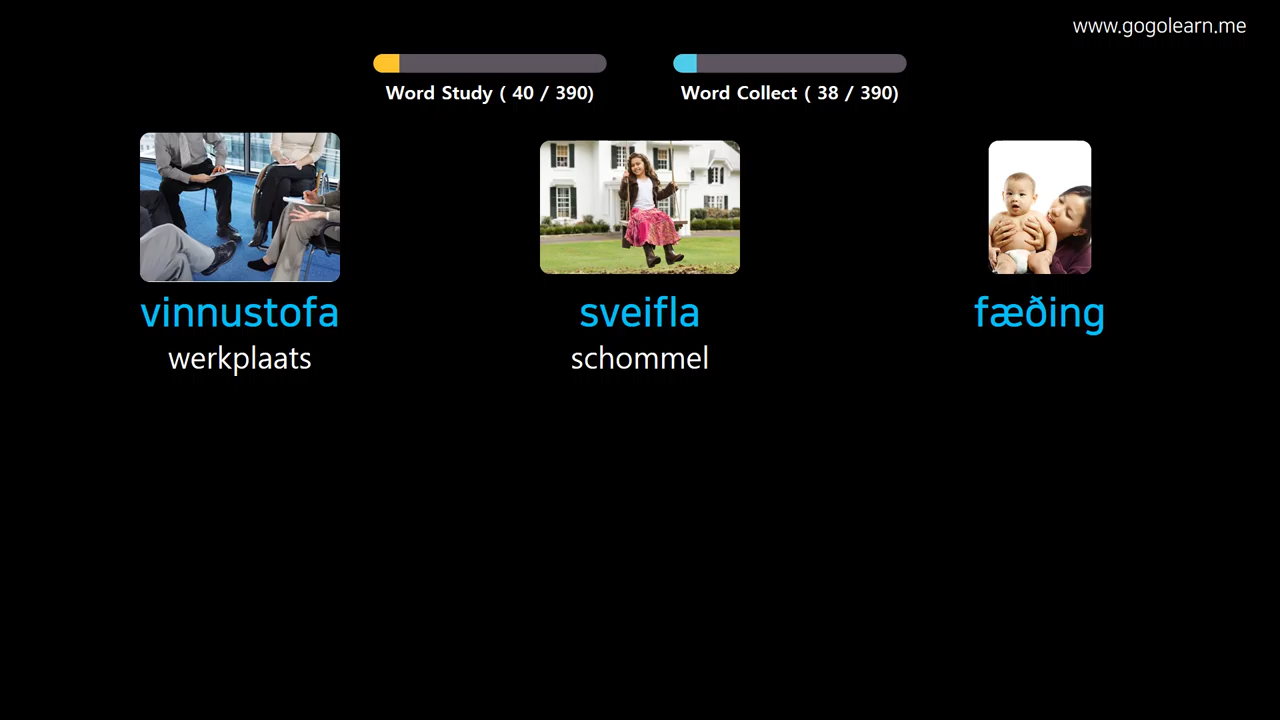 www.gogolearn.me
Word Study ( 40 / 390)
Word Collect ( 38 / 390)
vinnustofa
werkplaats
sveifla
schommel
fæðing